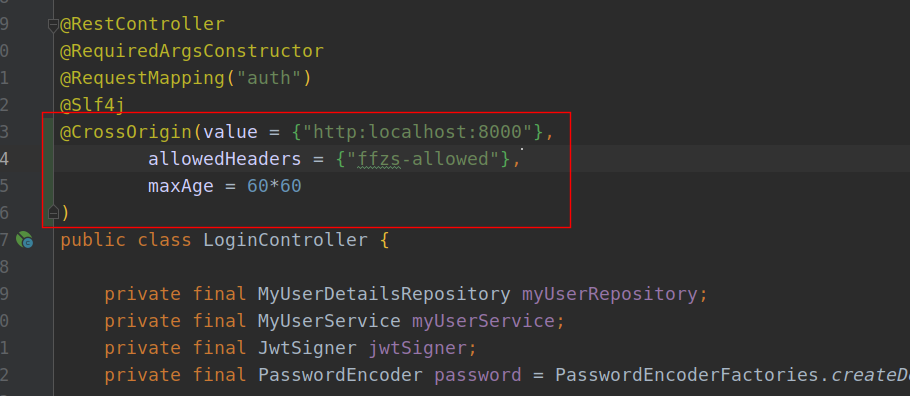 9 @RestController
0 @RequiredArgsConstructor
1 @RequestMapping("auth")
2 @Slf4j
3 @CrossOrigin(value = {"http:localhost:8000"},
4 allowedHeaders = {"ffzs-allowed"},
5 maxAge = 60*60
6 )
7 public class LoginController {
8
9 private final MyUserDetailsRepository myUserRepository;
0 private final MyUserService myUserService;
1 private final JwtSigner jwtSigner;
2 private final PasswordEncoder password = PasswordEncoderFactories.createDe